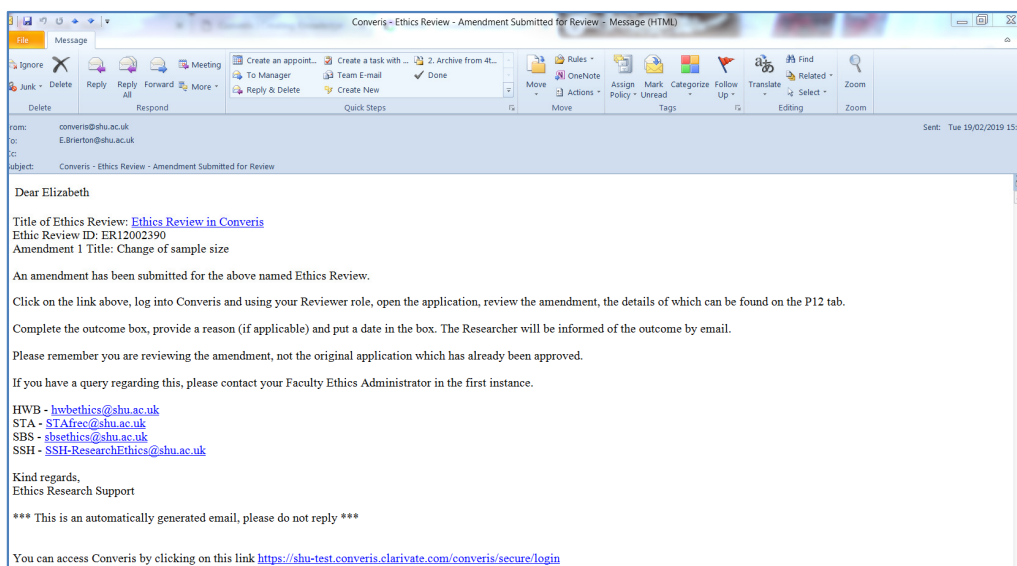 Converis - Ethics Review - Amendment Submitted for Review - Message (HTML)
File Message
Ignore
Junk Delete
Reply Reply All Forward Meeting More
Create an appoint... Create a task with ... 2. Archive from 4t...
To Manager Team E-mail Done
Reply & Delete Create New
Move Rules OneNote Actions
Assign Policy Mark Unread Categorize Follow Up
Translate Find Related Select
Zoom
Delete Respond Quick Steps Move Tags Editing Zoom
converis@shu.ac.uk Sent: Tue 19/02/2019 15:
E.Brierton@shu.ac.uk
Converis - Ethics Review - Amendment Submitted for Review
Dear Elizabeth
Title of Ethics Review: Ethics Review in Converis
Ethic Review ID: ER12002390
Amendment 1 Title: Change of sample size
An amendment has been submitted for the above named Ethics Review.
Click on the link above, log into Converis and using your Reviewer role, open the application, review the amendment, the details of which can be found on the P12 tab.
Complete the outcome box, provide a reason (if applicable) and put a date in the box. The Researcher will be informed of the outcome by email.
Please remember you are reviewing the amendment, not the original application which has already been approved.
If you have a query regarding this, please contact your Faculty Ethics Administrator in the first instance.
HWB - hwbethics@shu.ac.uk
STA - STAfrec@shu.ac.uk
SBS - sbsethics@shu.ac.uk
SSH - SSH-ResearchEthics@shu.ac.uk
Kind regards,
Ethics Research Support
*** This is an automatically generated email, please do not reply ***
You can access Converis by clicking on this link https://shu-test.converis.clarivate.com/converis/secure/login